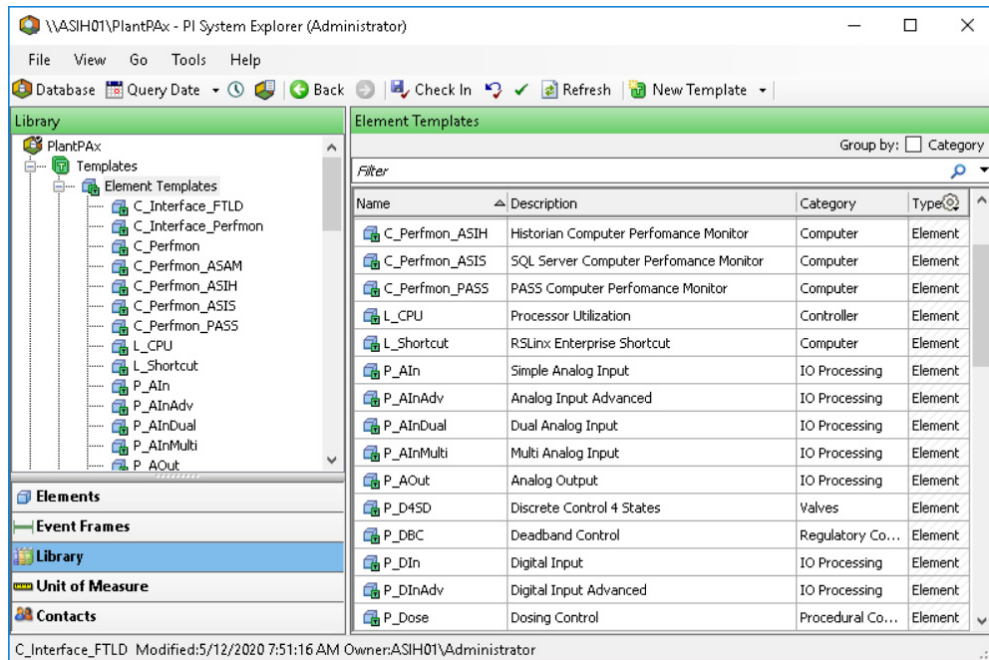 \\ASIH01\PlantPAx - PI System Explorer (Administrator)
File View Go Tools Help
Database Query Date Back Check In Refresh New Template
Library
PlantPAx
Templates
Element Templates
C_Interface_FTLD
C_Interface_Perfmon
C_Perfmon
C_Perfmon_ASAM
C_Perfmon_ASIH
C_Perfmon_ASIS
C_Perfmon_PASS
L_CPU
L_Shortcut
P_AIn
P_AInAdv
P_AInDual
P_AInMulti
P_AOut
Elements
Event Frames
Library
Unit of Measure
Contacts
Element Templates
Group by: Category
Filter
Name Description Category Type
C_Perfmon_ASIH Historian Computer Perfomance Monitor Computer Element
C_Perfmon_ASIS SQL Server Computer Perfomance Monitor Computer Element
C_Perfmon_PASS PASS Computer Perfomance Monitor Computer Element
L_CPU Processor Utilization Controller Element
L_Shortcut RSLinx Enterprise Shortcut Computer Element
P_AIn Simple Analog Input IO Processing Element
P_AInAdv Analog Input Advanced IO Processing Element
P_AInDual Dual Analog Input IO Processing Element
P_AInMulti Multi Analog Input IO Processing Element
P_AOut Analog Output IO Processing Element
P_D4SD Discrete Control 4 States Valves Element
P_DBC Deadband Control Regulatory Co... Element
P_DIn Digital Input IO Processing Element
P_DInAdv Digital Input Advanced IO Processing Element
P_Dose Dosing Control Procedural Co... Element
C_Interface_FTLD Modified:5/12/2020 7:51:16 AM Owner:ASIH01\Administrator